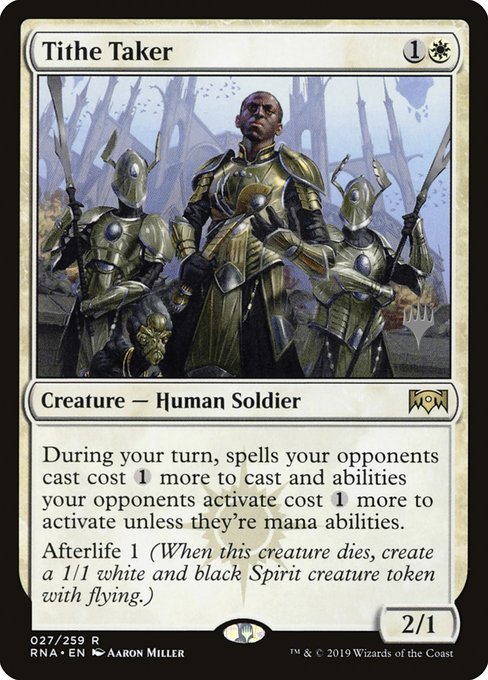 Tithe Taker 1
Creature — Human Soldier
During your turn, spells your opponents
cast cost 1 more to cast and abilities
your opponents activate cost 1 more to
activate unless they're mana abilities.
Afterlife 1 (When this creature dies, create
a 1/1 white and black Spirit creature token
with flying.)
2/1
027/259 R
RNA • EN Aaron Miller ™ & © 2019 Wizards of the Coast